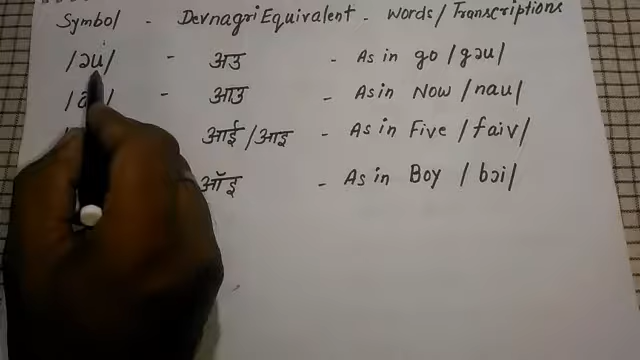 Symbol - Devnagri Equivalent - Words / Transcriptions
/əu/ - अउ - As in go /gəu/
- आउ - As in Now /nau/
आई / आइ - As in Five /faiv/
ऑइ - As in Boy /bɔi/